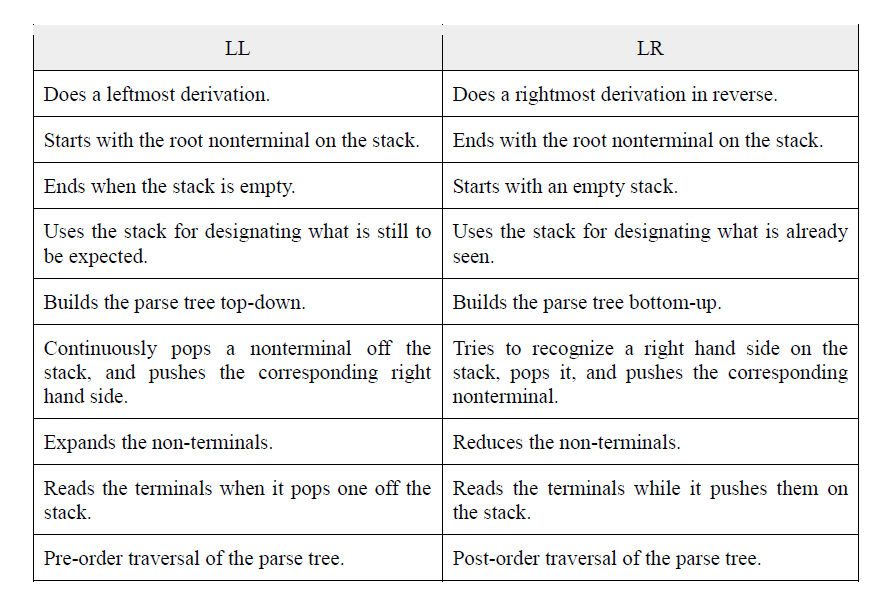 LL
LR
Does a leftmost derivation.
Does a rightmost derivation in reverse.
Starts with the root nonterminal on the stack.
Ends with the root nonterminal on the stack.
Ends when the stack is empty.
Starts with an empty stack.
Uses the stack for designating what is still to
be expected.
Uses the stack for designating what is already
seen.
Builds the parse tree top-down.
Builds the parse tree bottom-up.
Continuously pops a nonterminal off the
stack, and pushes the corresponding right
hand side.
Tries to recognize a right hand side on the
stack, pops it, and pushes the corresponding
nonterminal.
Expands the non-terminals.
Reduces the non-terminals.
Reads the terminals when it pops one off the
stack.
Reads the terminals while it pushes them on
the stack.
Pre-order traversal of the parse tree.
Post-order traversal of the parse tree.